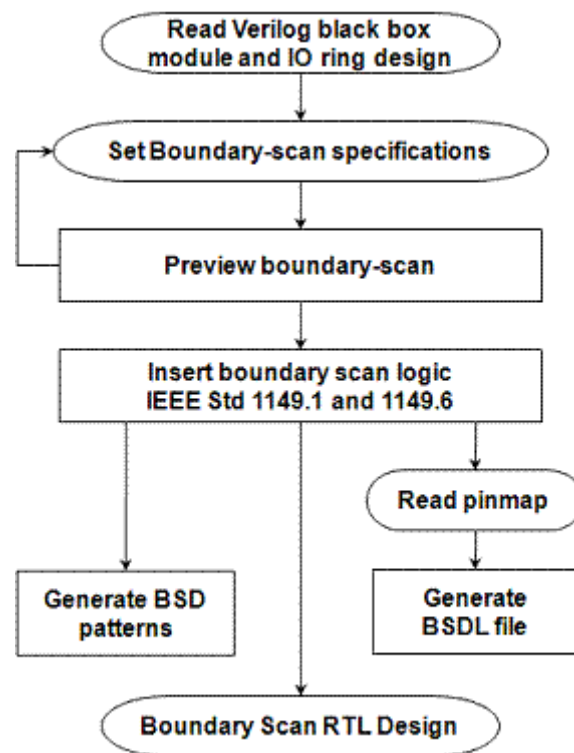 Read Verilog black box
module and IO ring design
Set Boundary-scan specifications
Preview boundary-scan
Insert boundary scan logic
IEEE Std 1149.1 and 1149.6
Read pinmap
Generate BSD
patterns
Generate
BSDL file
Boundary Scan RTL Design